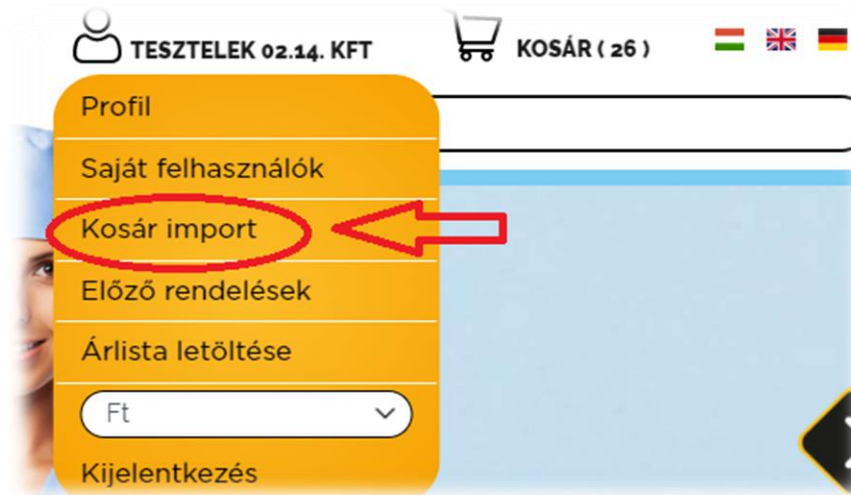 TESZTELEK 02.14. KFT
KOSÁR ( 26 )
Profil
Saját felhasználók
Kosár import
Előző rendelések
Árlista letöltése
Ft
Kijelentkezés